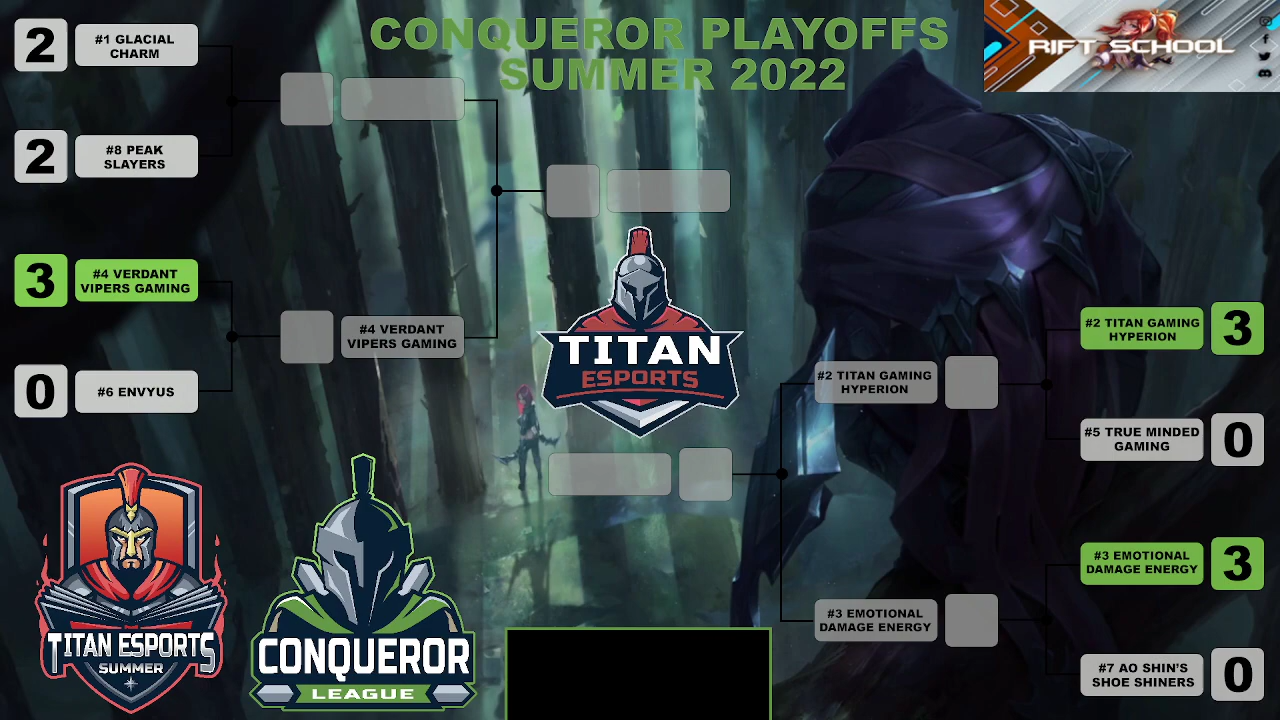 CONQUEROR PLAYOFFS
SUMMER 2022
RIFT SCHOOL
2
#1 GLACIAL
CHARM
2
#8 PEAK
SLAYERS
3
#4 VERDANT
VIPERS GAMING
0
#6 ENVYUS
#4 VERDANT
VIPERS GAMING
TITAN
ESPORTS
#2 TITAN GAMING
HYPERION
#3 EMOTIONAL
DAMAGE ENERGY
#2 TITAN GAMING
HYPERION
3
#5 TRUE MINDED
GAMING
0
#3 EMOTIONAL
DAMAGE ENERGY
3
#7 AO SHIN'S
SHOE SHINERS
0
TITAN ESPORTS
SUMMER
CONQUEROR
LEAGUE